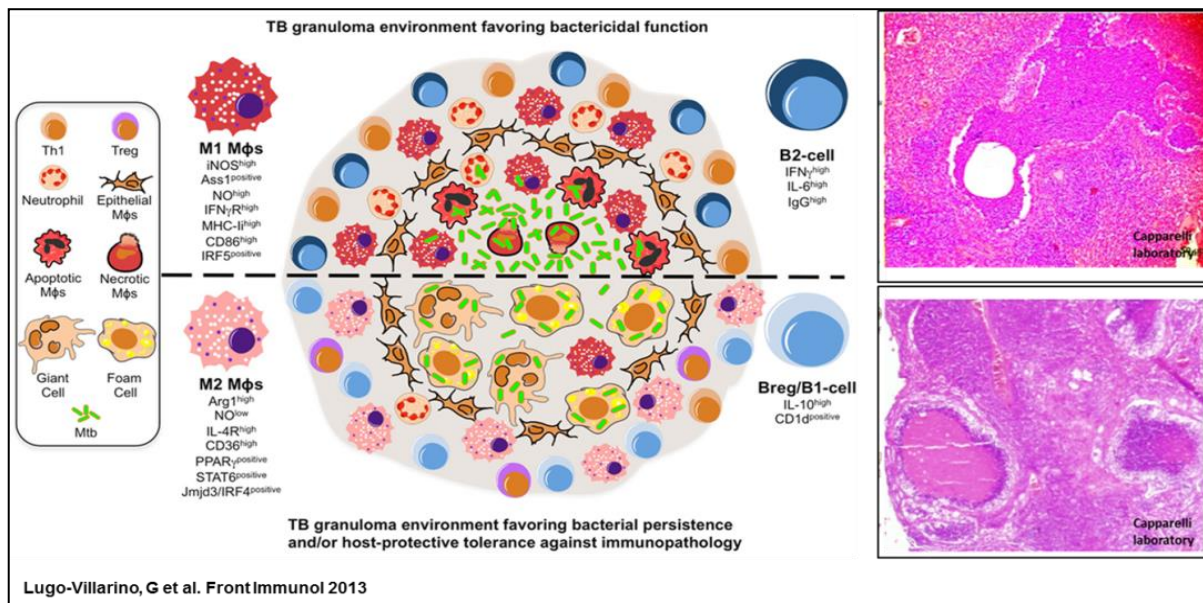 TB granuloma environment favoring bactericidal function
Th1
Treg
Neutrophil
Epithelial
Mϕs
Apoptotic
Mϕs
Necrotic
Mϕs
Giant
Cell
Foam
Cell
Mtb
M1 Mϕs
iNOShigh
Ass1positive
NOhigh
IFNγRhigh
MHC-IIhigh
CD86high
IRF5positive
M2 Mϕs
Arg1high
NOlow
IL-4Rhigh
CD36high
PPARγpositive
STAT6positive
Jmjd3/IRF4positive
B2-cell
IFNγhigh
IL-6high
IgGhigh
Breg/B1-cell
IL-10high
CD1dpositive
TB granuloma environment favoring bacterial persistence
and/or host-protective tolerance against immunopathology
Capparelli
laboratory
Capparelli
laboratory
Lugo-Villarino, G et al. Front Immunol 2013